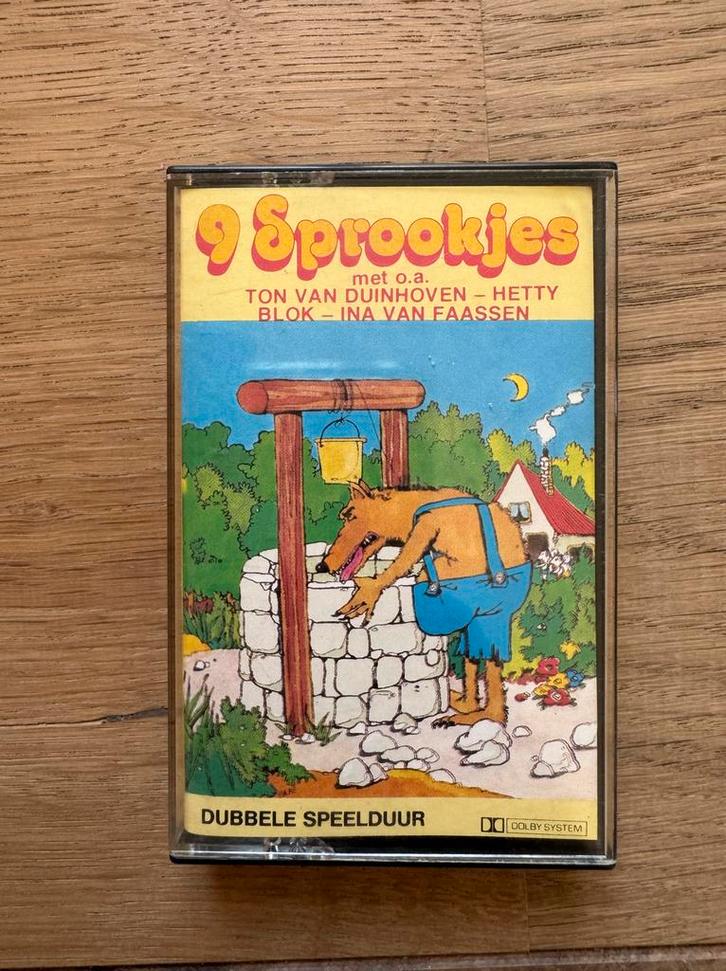 9 Sprookjes
met o.a.
TON VAN DUINHOVEN – HETTY
BLOK – INA VAN FAASSEN
DUBBELE SPEELDUUR
DOLBY SYSTEM